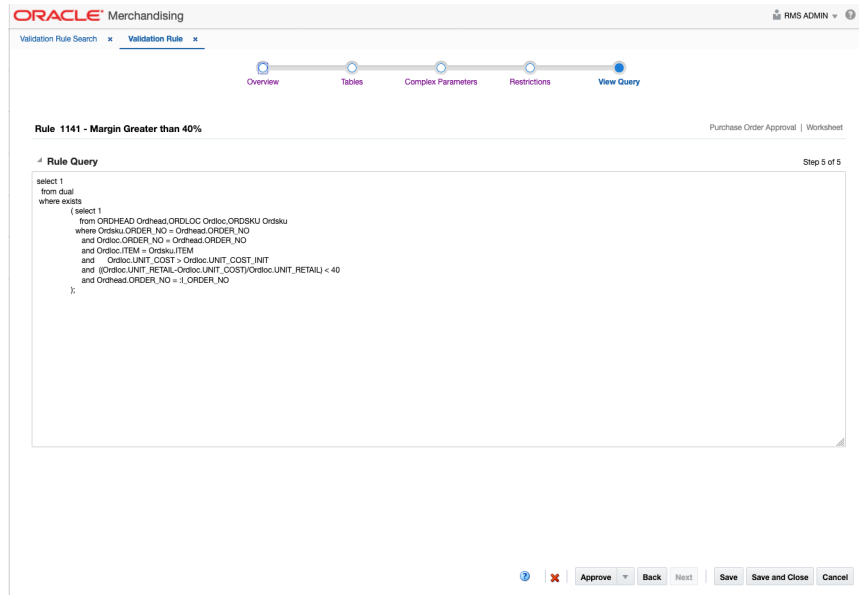 ORACLE® Merchandising
RMS ADMIN
Validation Rule Search x Validation Rule x
Overview Tables Complex Parameters Restrictions View Query
Rule 1141 - Margin Greater than 40%
Purchase Order Approval | Worksheet
Rule Query
Step 5 of 5
select 1
from dual
where exists
( select 1
from ORDHEAD Ordhead,ORDLOC Ordloc,ORDSKU Ordsku
where Ordsku.ORDER_NO = Ordhead.ORDER_NO
and Ordloc.ORDER_NO = Ordhead.ORDER_NO
and Ordloc.ITEM = Ordsku.ITEM
and Ordloc.UNIT_COST > Ordloc.UNIT_COST_INIT
and ((Ordloc.UNIT_RETAIL-Ordloc.UNIT_COST)/Ordloc.UNIT_RETAIL) < 40
and Ordhead.ORDER_NO = :I_ORDER_NO
);
Approve Back Next Save Save and Close Cancel